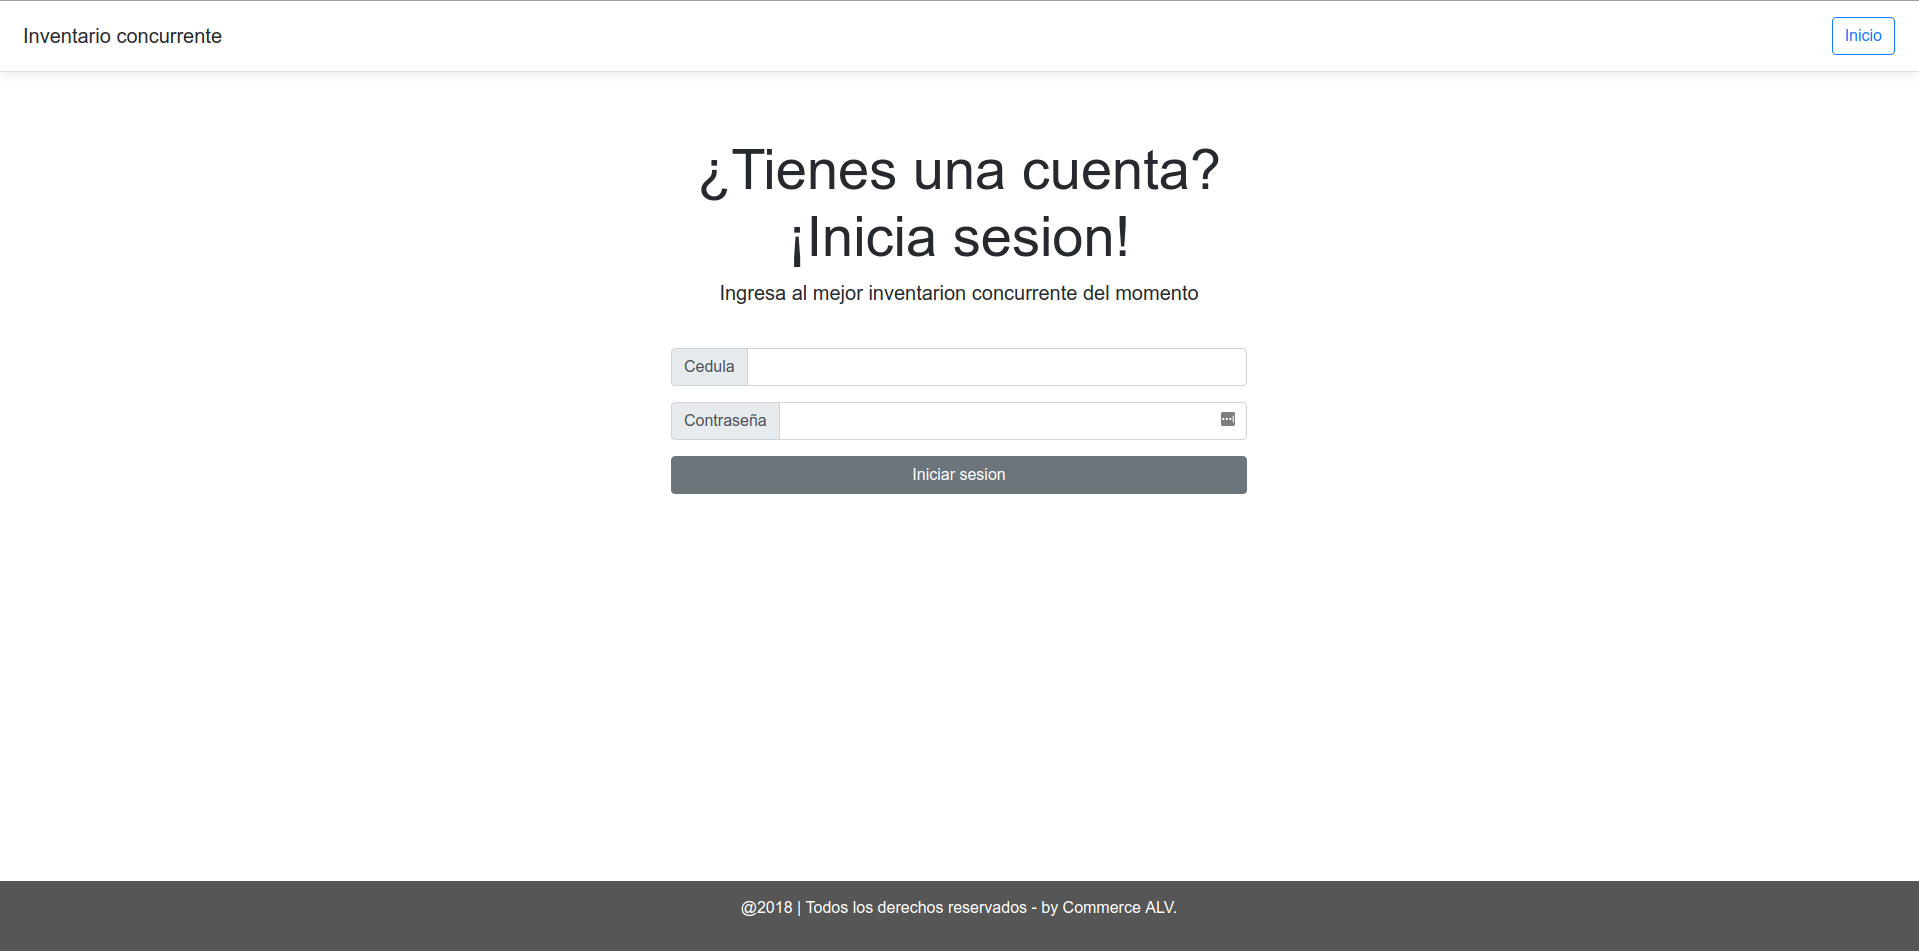 Inventario concurrente
Inicio
¿Tienes una cuenta?
¡Inicia sesion!
Ingresa al mejor inventarion concurrente del momento
Cedula
Contraseña
Iniciar sesion
@2018 | Todos los derechos reservados - by Commerce ALV.